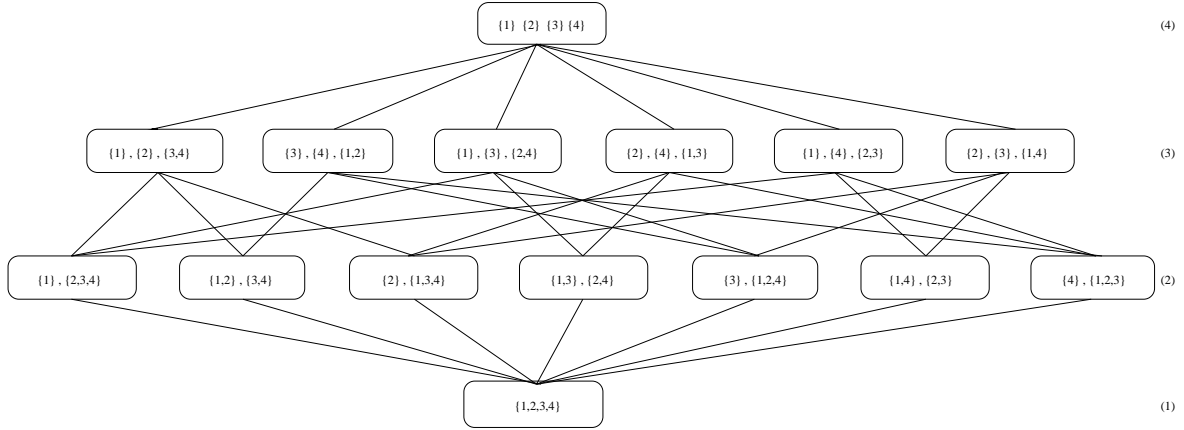 {1} {2} {3} {4} (4)
{1} , {2} , {3,4} {3} , {4} , {1,2} {1} , {3} , {2,4} {2} , {4} , {1,3} {1} , {4} , {2,3} {2} , {3} , {1,4} (3)
{1} , {2,3,4} {1,2} , {3,4} {2} , {1,3,4} {1,3} , {2,4} {3} , {1,2,4} {1,4} , {2,3} {4} , {1,2,3} (2)
{1,2,3,4} (1)